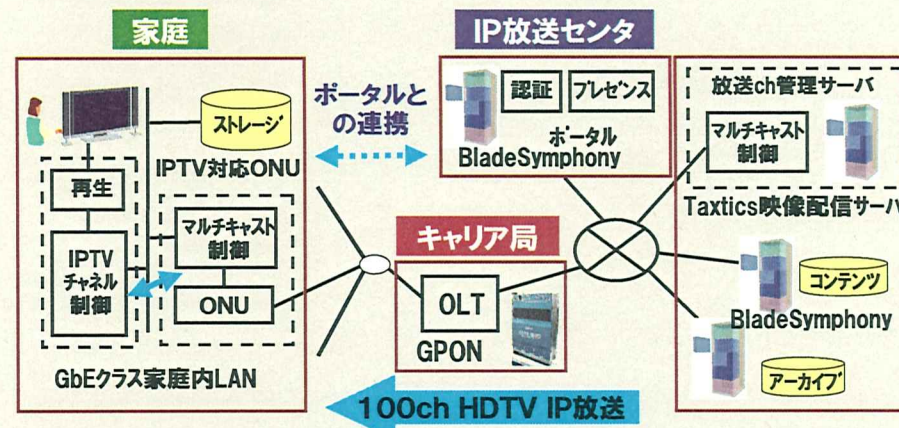 家庭
IP放送センタ
ストレージ
IPTV対応ONU
再生
マルチキャスト
制御
IPTV
チャネル
制御
ONU
GbEクラス家庭内LAN
ポータルと
の連携
認証
プレゼンス
ポータル
BladeSymphony
放送ch管理サーバ
マルチキャスト
制御
Taxtics映像配信サーバ
キャリア局
OLT
GPON
コンテンツ
BladeSymphony
アーカイブ
100ch HDTV IP放送